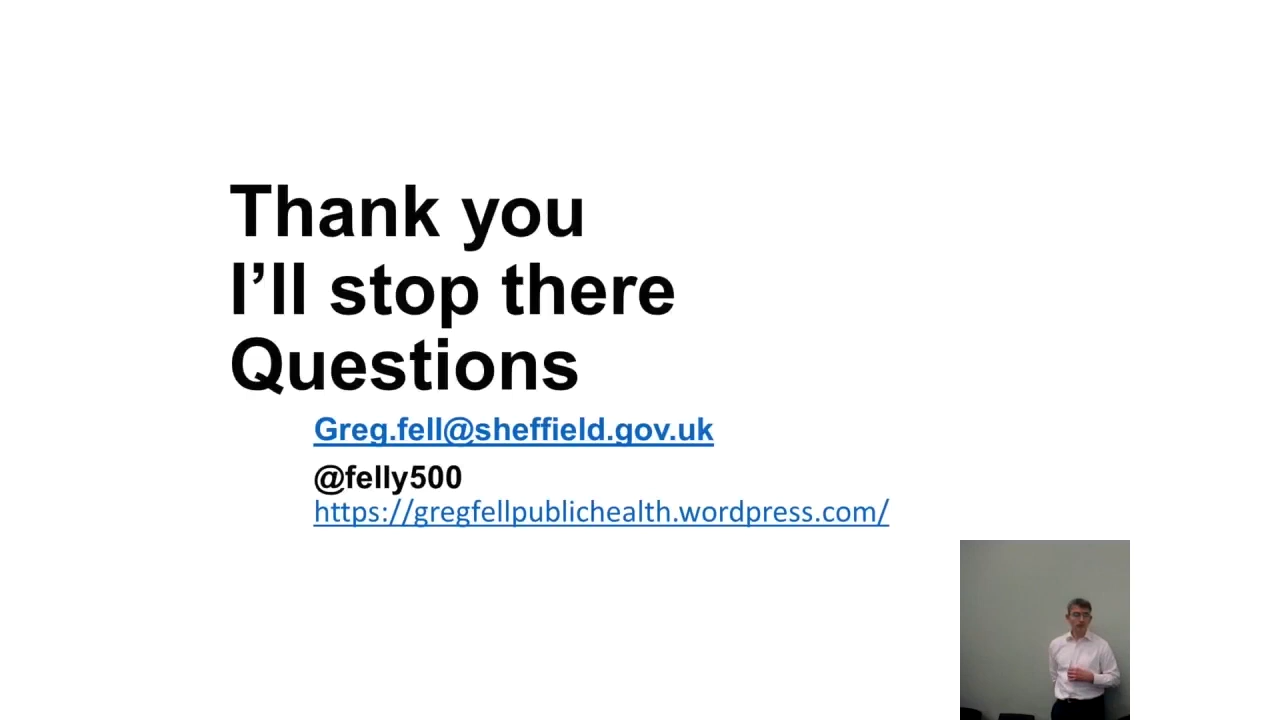 Thank you
I’ll stop there
Questions
Greg.fell@sheffield.gov.uk
@felly500
https://gregfellpublichealth.wordpress.com/